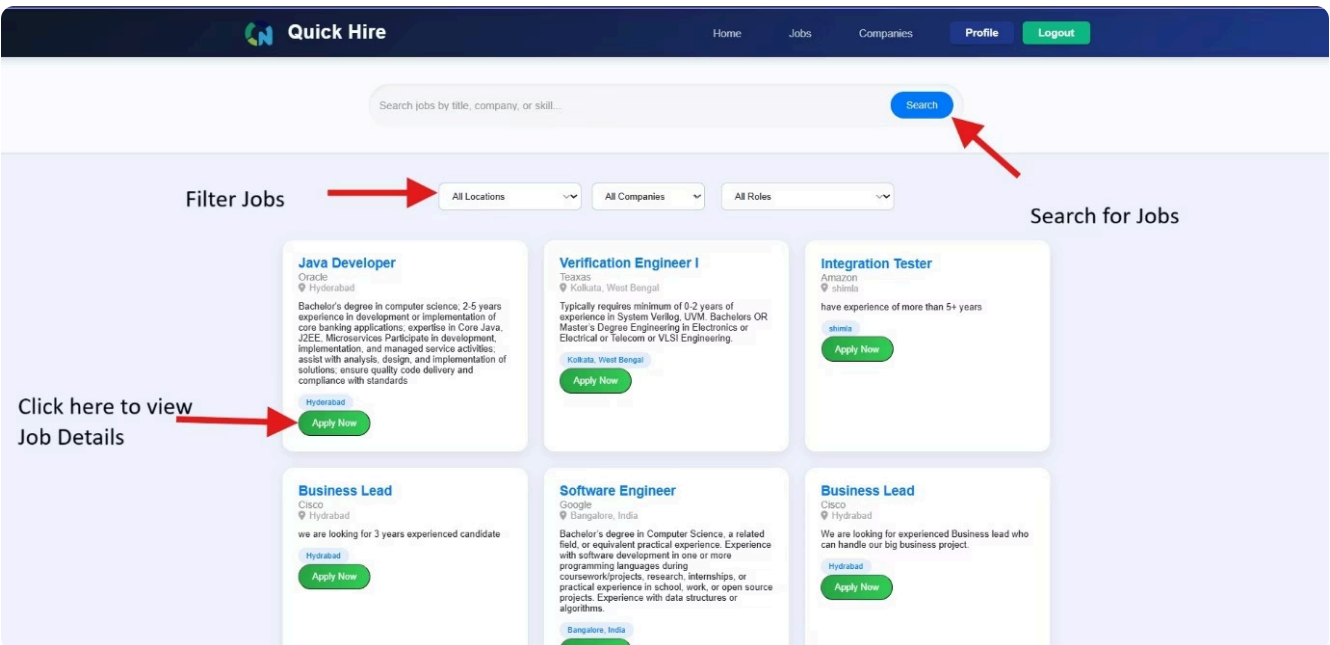 Quick Hire
Home
Jobs
Companies
Profile
Logout
Search jobs by title, company, or skill...
Search
Filter Jobs
All Locations
All Companies
All Roles
Search for Jobs
Java Developer
Oracle
Hyderabad
Bachelor's degree in computer science; 2-5 years
experience in development or implementation of
core banking applications; expertise in Core Java,
J2EE, Microservices Participate in development,
implementation, and managed service activities;
assist with analysis, design, and implementation of
solutions; ensure quality code delivery and
compliance with standards
Hyderabad
Apply Now
Verification Engineer I
Teaxas
Kolkata, West Bengal
Typically requires minimum of 0-2 years of
experience in System Verilog, UVM. Bachelors OR
Master's Degree Engineering in Electronics or
Electrical or Telecom or VLSI Engineering.
Kolkata, West Bengal
Apply Now
Integration Tester
Amazon
shimla
have experience of more than 5+ years
shimla
Apply Now
Click here to view
Job Details
Business Lead
Cisco
Hydrabad
we are looking for 3 years experienced candidate
Hydrabad
Apply Now
Software Engineer
Google
Bangalore, India
Bachelor's degree in Computer Science, a related
field, or equivalent practical experience. Experience
with software development in one or more
programming languages during
coursework/projects, research, internships, or
practical experience in school, work, or open source
projects. Experience with data structures or
algorithms.
Bangalore, India
Business Lead
Cisco
Hydrabad
We are looking for experienced Business lead who
can handle our big business project.
Hydrabad
Apply Now